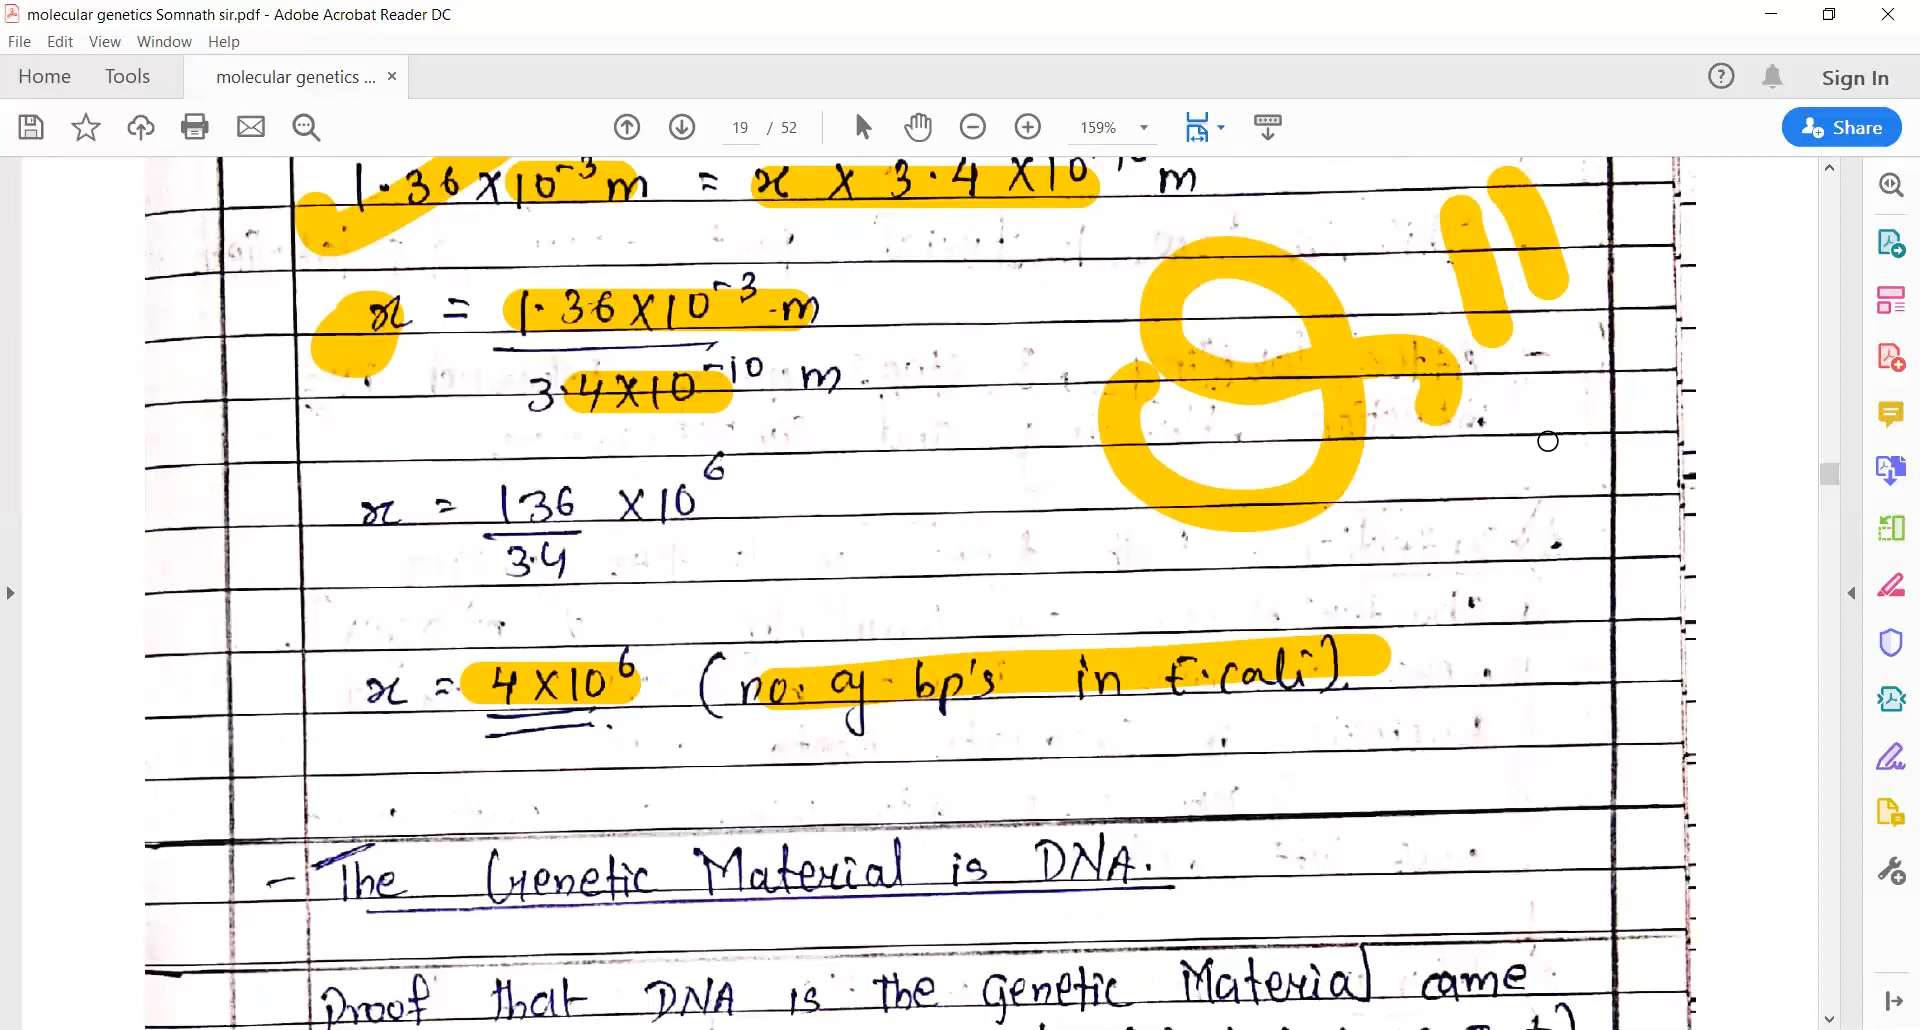 molecular genetics Somnath sir.pdf - Adobe Acrobat Reader DC
File Edit View Window Help
Home Tools molecular genetics ... ×
19 / 52 159% Share
Sign In
1.36 × 10⁻³ m = x × 3.4 × 10⁻¹⁰ m
x = 1.36 × 10⁻³ m
3.4 × 10⁻¹⁰ m
x = 136 × 10⁶
3.4
x = 4 × 10⁶ (no. of bp's in E.cali).
- The Genetic Material is DNA.
Proof that DNA is the Genetic Material came